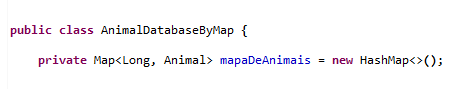 public class AnimalDatabaseByMap {
private Map<Long, Animal> mapaDeAnimais = new HashMap<>();